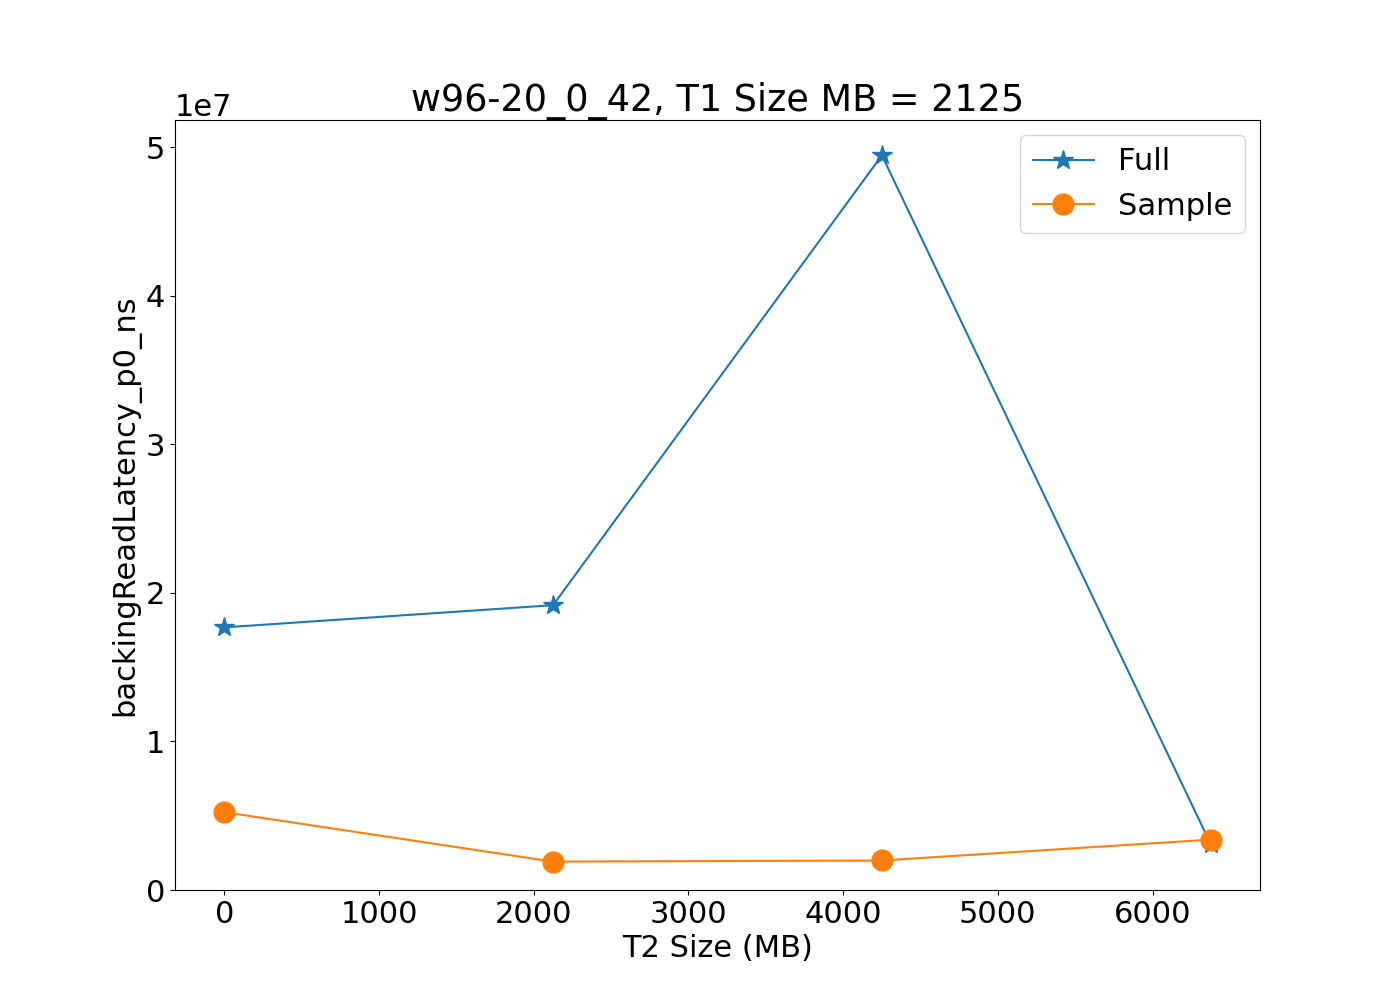 w96-20_0_42, T1 Size MB = 2125
1e7
5
4
3
2
1
0
backingReadLatency_p0_ns
Full
Sample
0 1000 2000 3000 4000 5000 6000
T2 Size (MB)